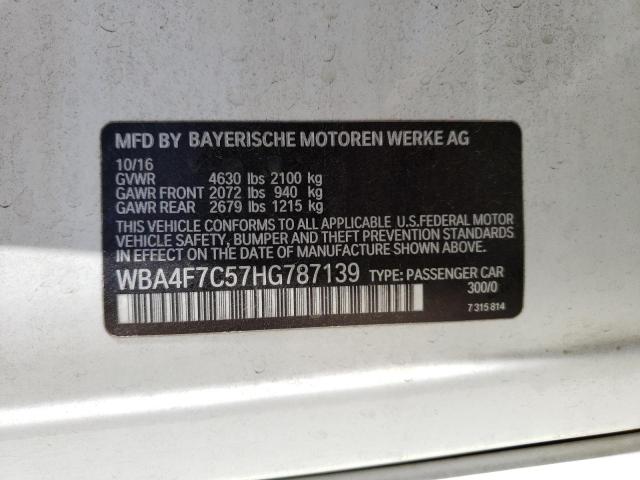 MFD BY BAYERISCHE MOTOREN WERKE AG
10/16
GVWR 4630 lbs 2100 kg
GAWR FRONT 2072 lbs 940 kg
GAWR REAR 2679 lbs 1215 kg
THIS VEHICLE CONFORMS TO ALL APPLICABLE U.S.FEDERAL MOTOR
VEHICLE SAFETY, BUMPER AND THEFT PREVENTION STANDARDS
IN EFFECT ON THE DATE OF MANUFACTURE SHOWN ABOVE.
WBA4F7C57HG787139 TYPE: PASSENGER CAR
300/0
7 315 814